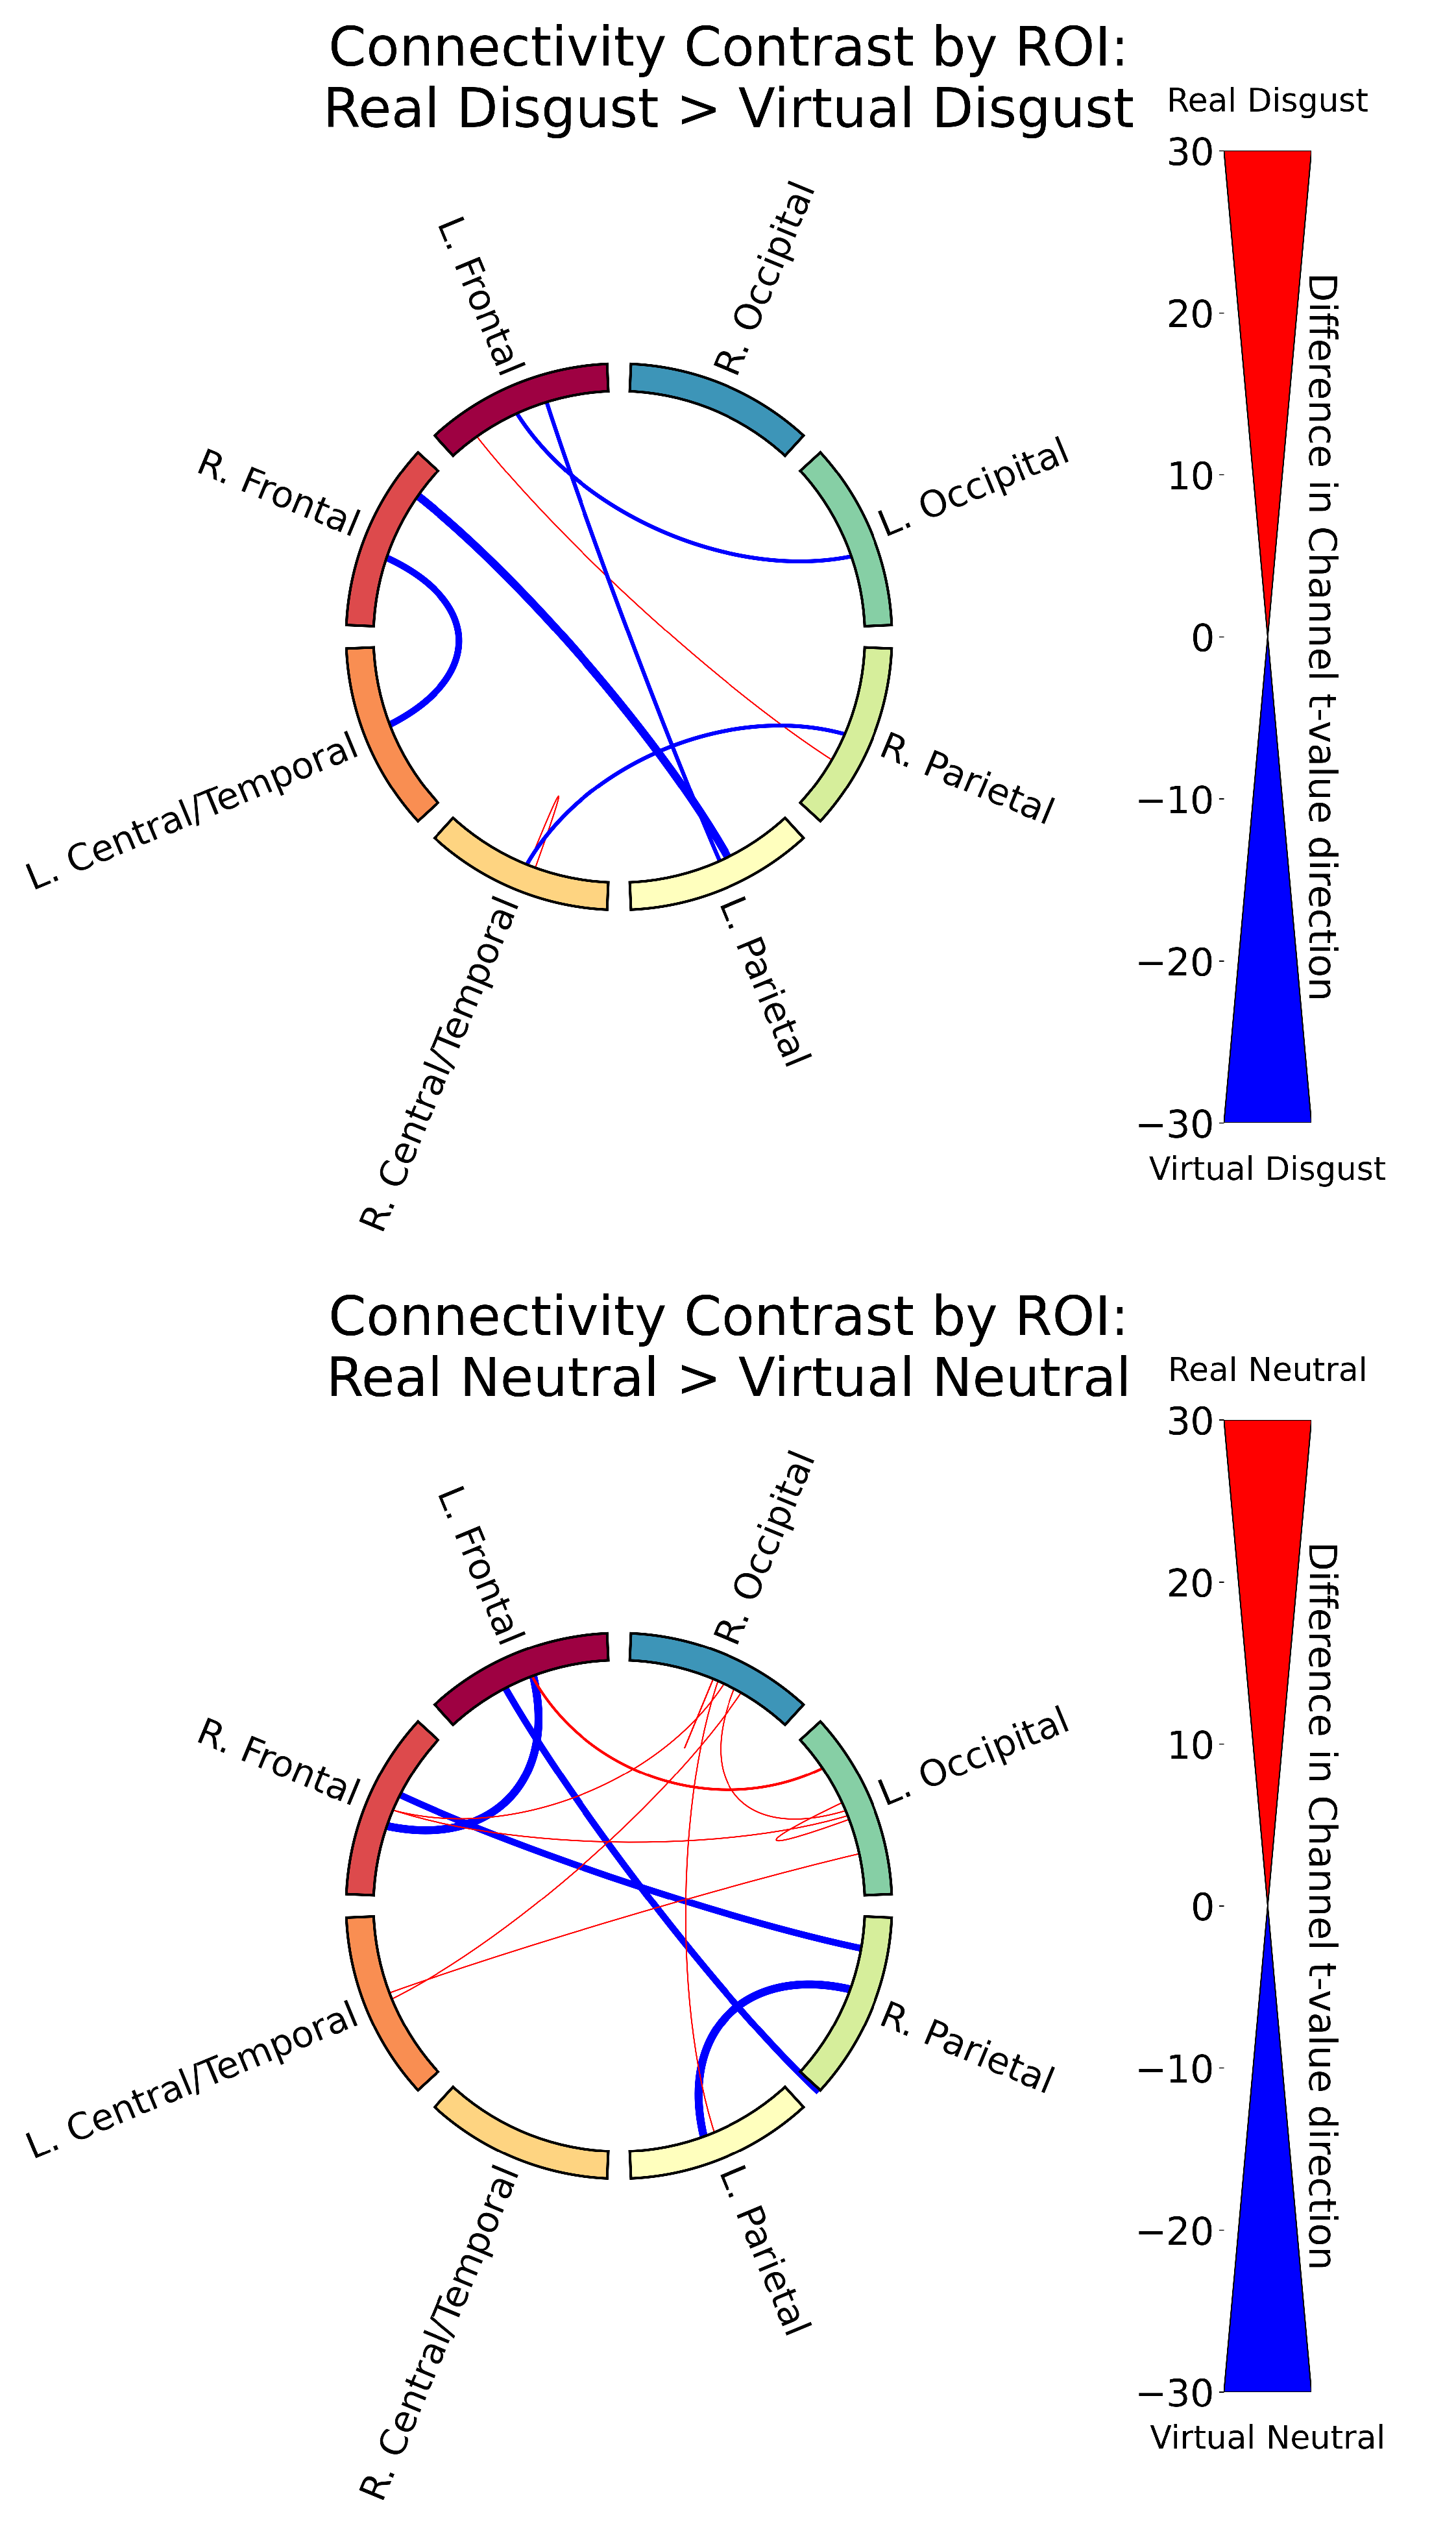 Connectivity Contrast by ROI:
Real Disgust > Virtual Disgust
Real Disgust
30
20
10
0
−10
−20
−30
Difference in Channel t-value direction
Virtual Disgust
L. Frontal
R. Occipital
R. Frontal
L. Occipital
L. Central/Temporal
R. Parietal
R. Central/Temporal
L. Parietal
Connectivity Contrast by ROI:
Real Neutral > Virtual Neutral
Real Neutral
30
20
10
0
−10
−20
−30
Difference in Channel t-value direction
Virtual Neutral
L. Frontal
R. Occipital
R. Frontal
L. Occipital
L. Central/Temporal
R. Parietal
R. Central/Temporal
L. Parietal